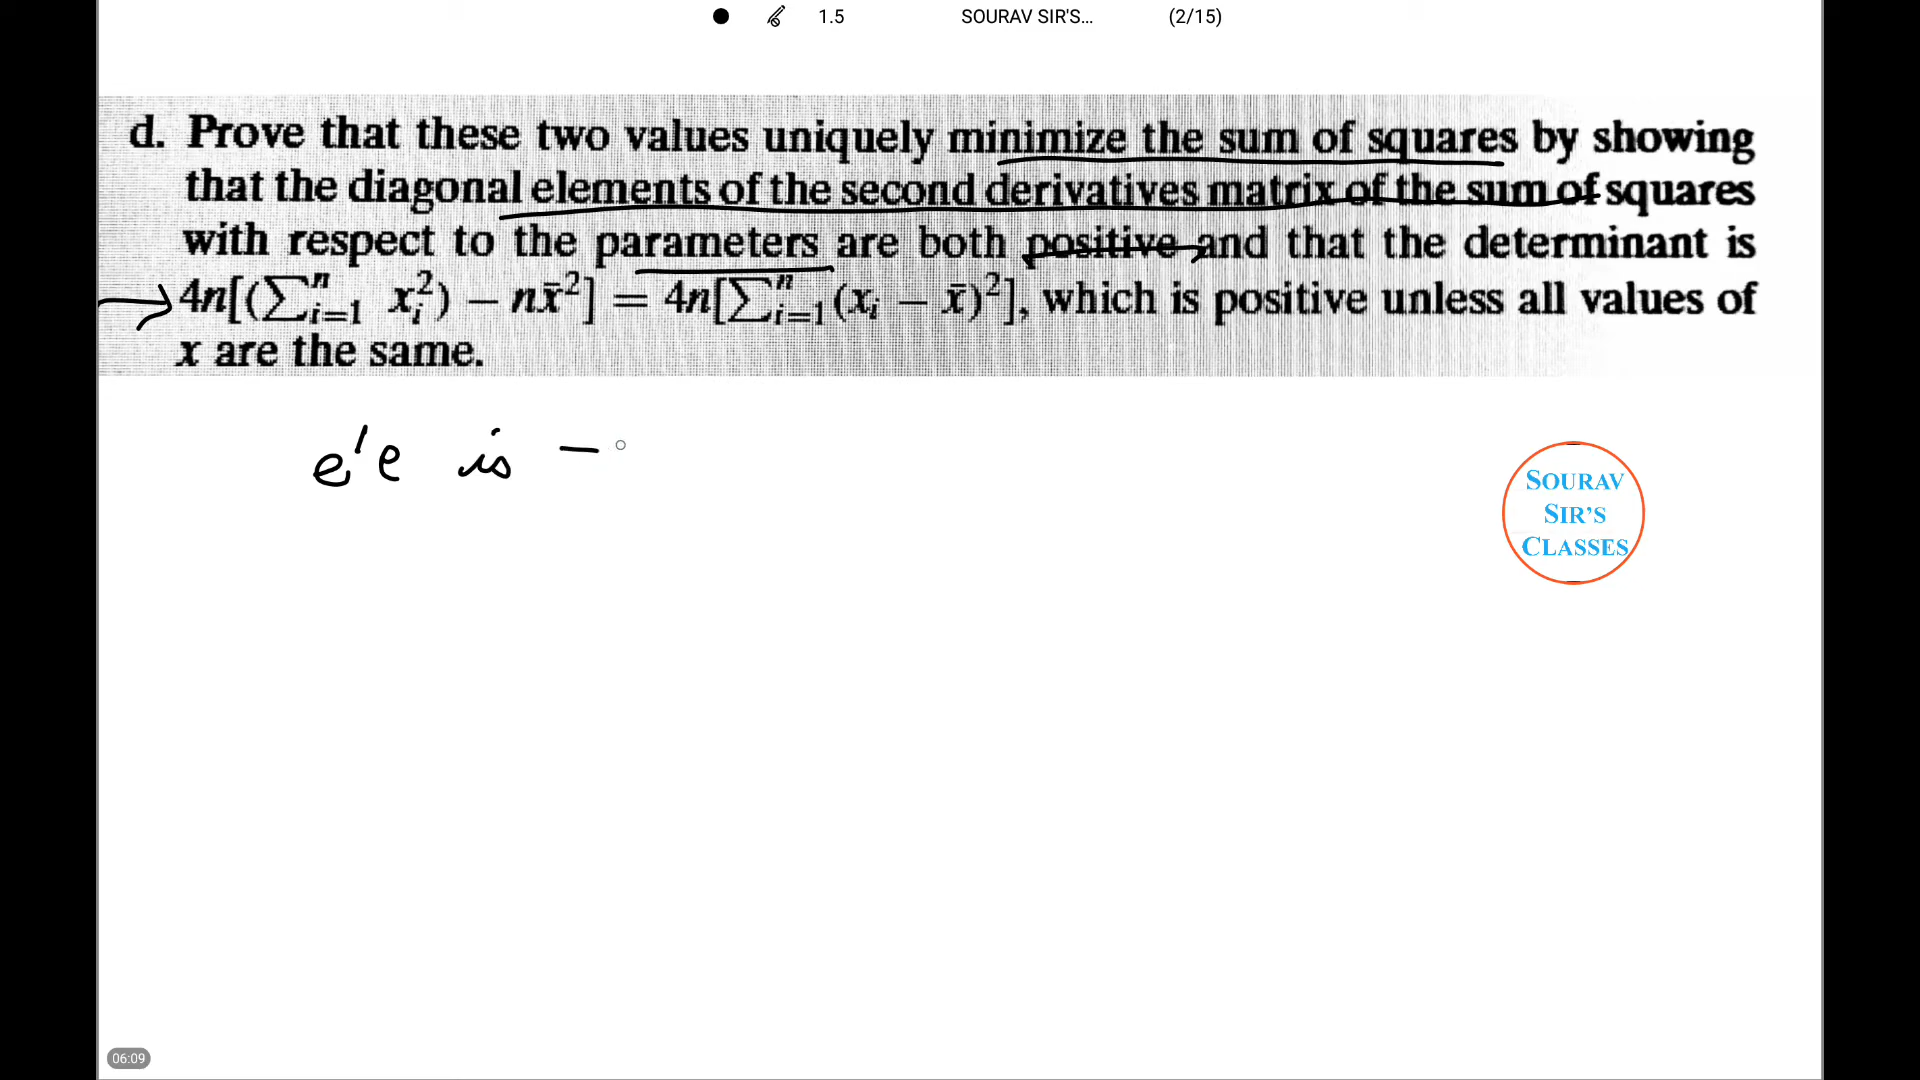 1.5 SOURAV SIR'S... (2/15)
d. Prove that these two values uniquely minimize the sum of squares by showing
that the diagonal elements of the second derivatives matrix of the sum of squares
with respect to the parameters are both positive and that the determinant is
4n[(∑ⁿᵢ₌₁ xᵢ²) − nx̄²] = 4n[∑ⁿᵢ₌₁(xᵢ − x̄)²], which is positive unless all values of
x are the same.
e'e is −
SOURAV
SIR'S
CLASSES
06:09